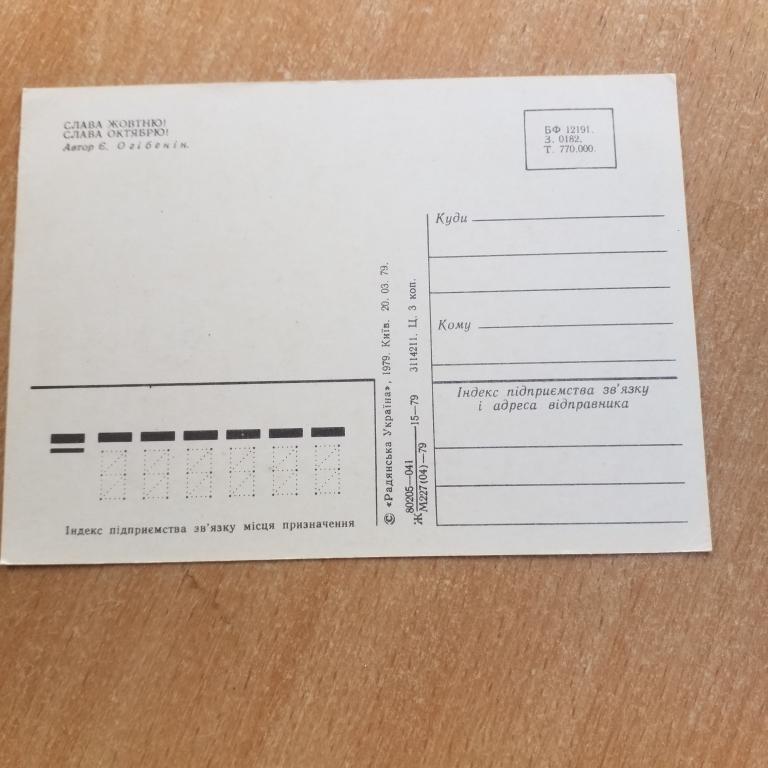 СЛАВА ЖОВТНЮ!
СЛАВА ОКТЯБРЮ!
Автор Є. Огібенін.
БФ 12191.
З. 0182.
Т. 770.000.
Куди
Кому
Індекс підприємства зв'язку
і адреса відправника
Індекс підприємства зв'язку місця призначення
© «Радянська Україна», 1979. Київ. 20. 03. 79.
Ж 80205—041
М227(04)—79
—15—79 3114211. Ц. 3 коп.